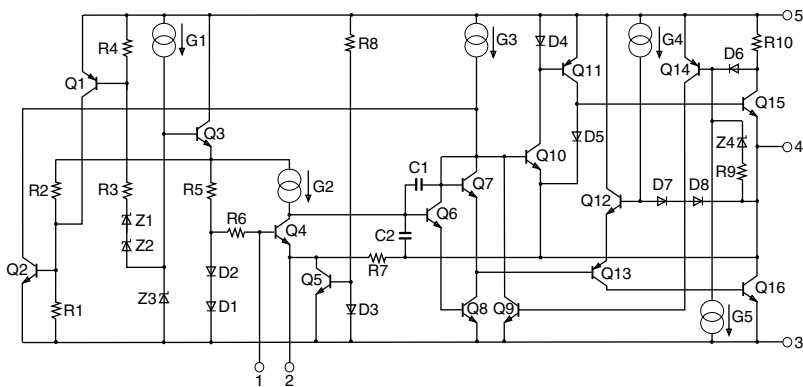 5
R4
G1
R8
G3
D4
G4
R10
D6
Q1
Q11
Q14
Q15
Q3
D5
Z4
4
R2
R3
R5
G2
C1
Q10
R9
Z1
R6
Q4
Q6
Q7
Q12
D7
D8
Z2
C2
Q2
D2
Q5
R7
Q13
Q16
R1
Z3
D1
D3
Q8
Q9
G5
3
1
2